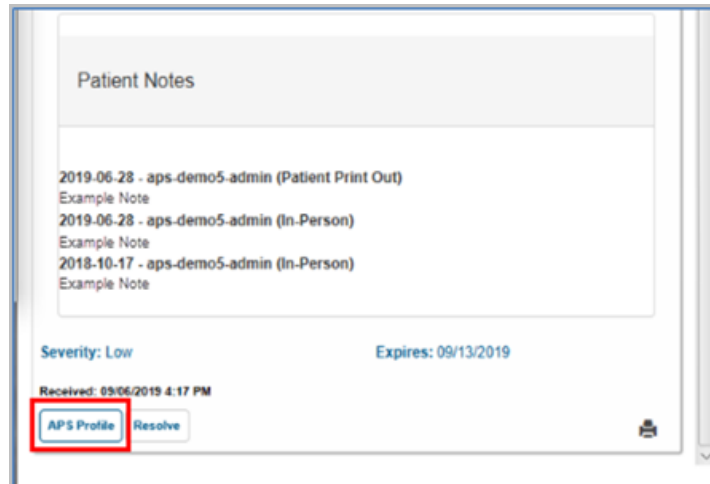 Patient Notes
2019-06-28 - aps-demo5-admin (Patient Print Out)
Example Note
2019-06-28 - aps-demo5-admin (In-Person)
Example Note
2018-10-17 - aps-demo5-admin (In-Person)
Example Note
Severity: Low Expires: 09/13/2019
Received: 09/06/2019 4:17 PM
APS Profile Resolve